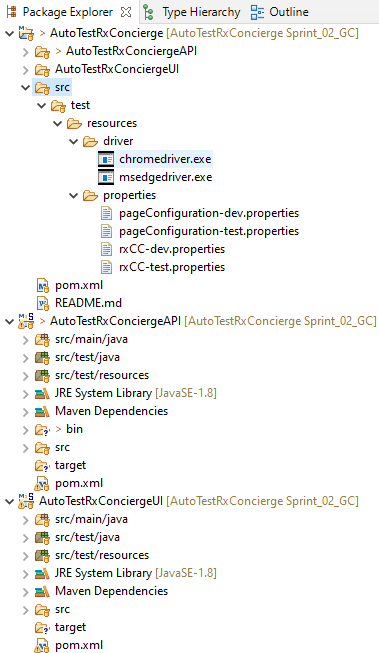 Package Explorer Type Hierarchy Outline
> AutoTestRxConcierge [AutoTestRxConcierge Sprint_02_GC]
> AutoTestRxConciergeAPI
AutoTestRxConciergeUI
src
test
resources
driver
chromedriver.exe
msedgedriver.exe
properties
pageConfiguration-dev.properties
pageConfiguration-test.properties
rxCC-dev.properties
rxCC-test.properties
pom.xml
README.md
> AutoTestRxConciergeAPI [AutoTestRxConcierge Sprint_02_GC]
src/main/java
src/test/java
src/test/resources
JRE System Library [JavaSE-1.8]
Maven Dependencies
> bin
src
target
pom.xml
AutoTestRxConciergeUI [AutoTestRxConcierge Sprint_02_GC]
src/main/java
src/test/java
src/test/resources
JRE System Library [JavaSE-1.8]
Maven Dependencies
src
target
pom.xml